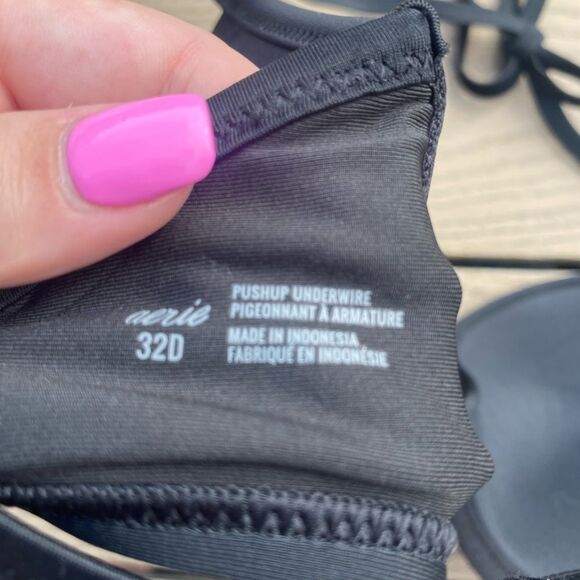 aerie
32D
PUSHUP UNDERWIRE
PIGEONNANT À ARMATURE
MADE IN INDONESIA
FABRIQUÉ EN INDONÉSIE